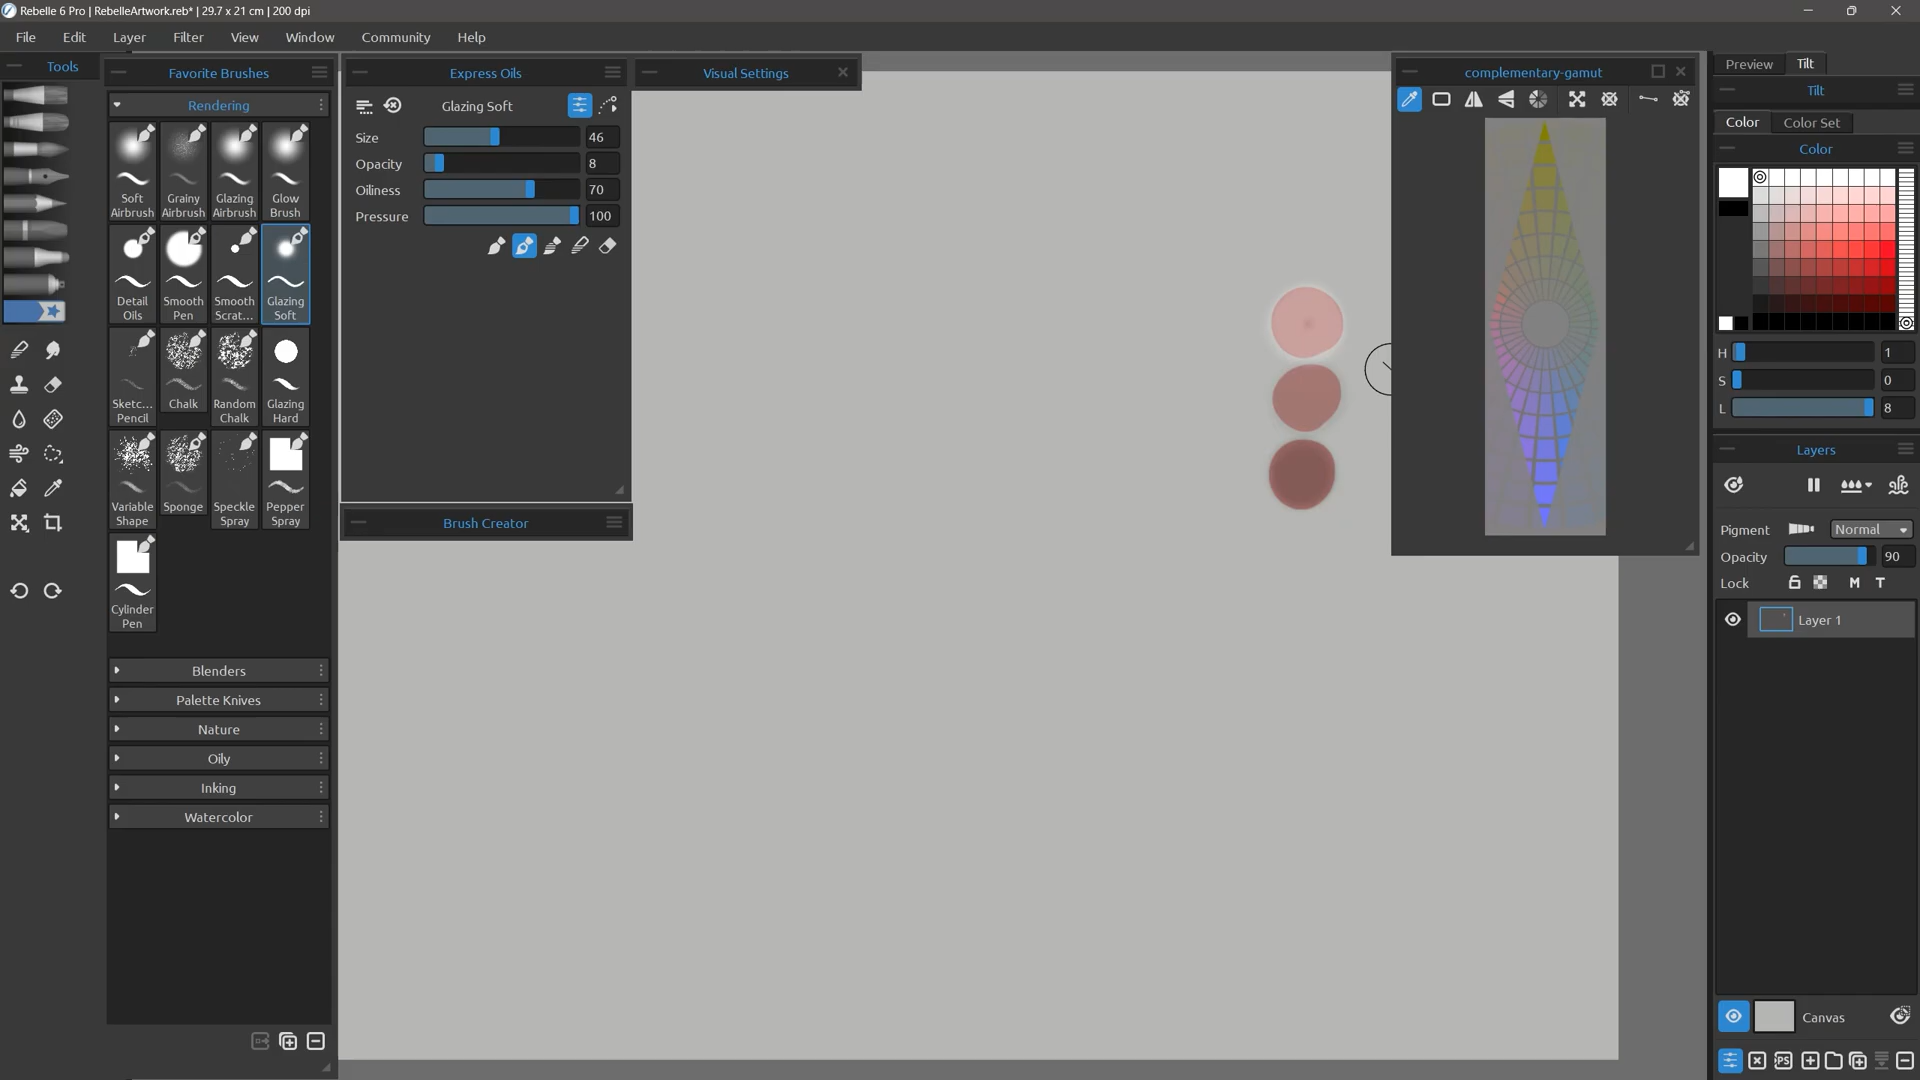 Rebelle 6 Pro | RebelleArtwork.reb* | 29.7 x 21 cm | 200 dpi
File Edit Layer Filter View Window Community Help
Tools
Favorite Brushes
Rendering
Soft Airbrush
Grainy Airbrush
Glazing Airbrush
Glow Brush
Detail Oils
Smooth Pen
Smooth Scrat...
Glazing Soft
Sketc... Pencil
Chalk
Random Chalk
Glazing Hard
Variable Shape
Sponge
Speckle Spray
Pepper Spray
Cylinder Pen
Blenders
Palette Knives
Nature
Oily
Inking
Watercolor
Express Oils
Glazing Soft
Size 46
Opacity 8
Oiliness 70
Pressure 100
Brush Creator
Visual Settings
complementary-gamut
Preview Tilt
Tilt
Color Color Set
Color
H 1
S 0
L 8
Layers
Pigment Normal
Opacity 90
Lock M T
Layer 1
Canvas
PS